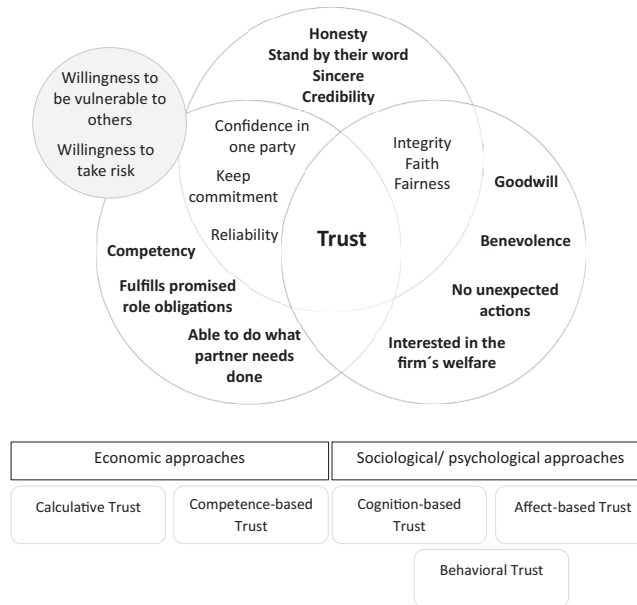 Honesty
Stand by their word
Sincere
Credibility
Willingness to
be vulnerable to
others
Willingness to
take risk
Confidence in
one party
Keep
commitment
Reliability
Integrity
Faith
Fairness
Trust
Goodwill
Benevolence
No unexpected
actions
Interested in the
firm´s welfare
Competency
Fulfills promised
role obligations
Able to do what
partner needs
done
Economic approaches
Sociological/ psychological approaches
Calculative Trust
Competence-based
Trust
Cognition-based
Trust
Affect-based Trust
Behavioral Trust